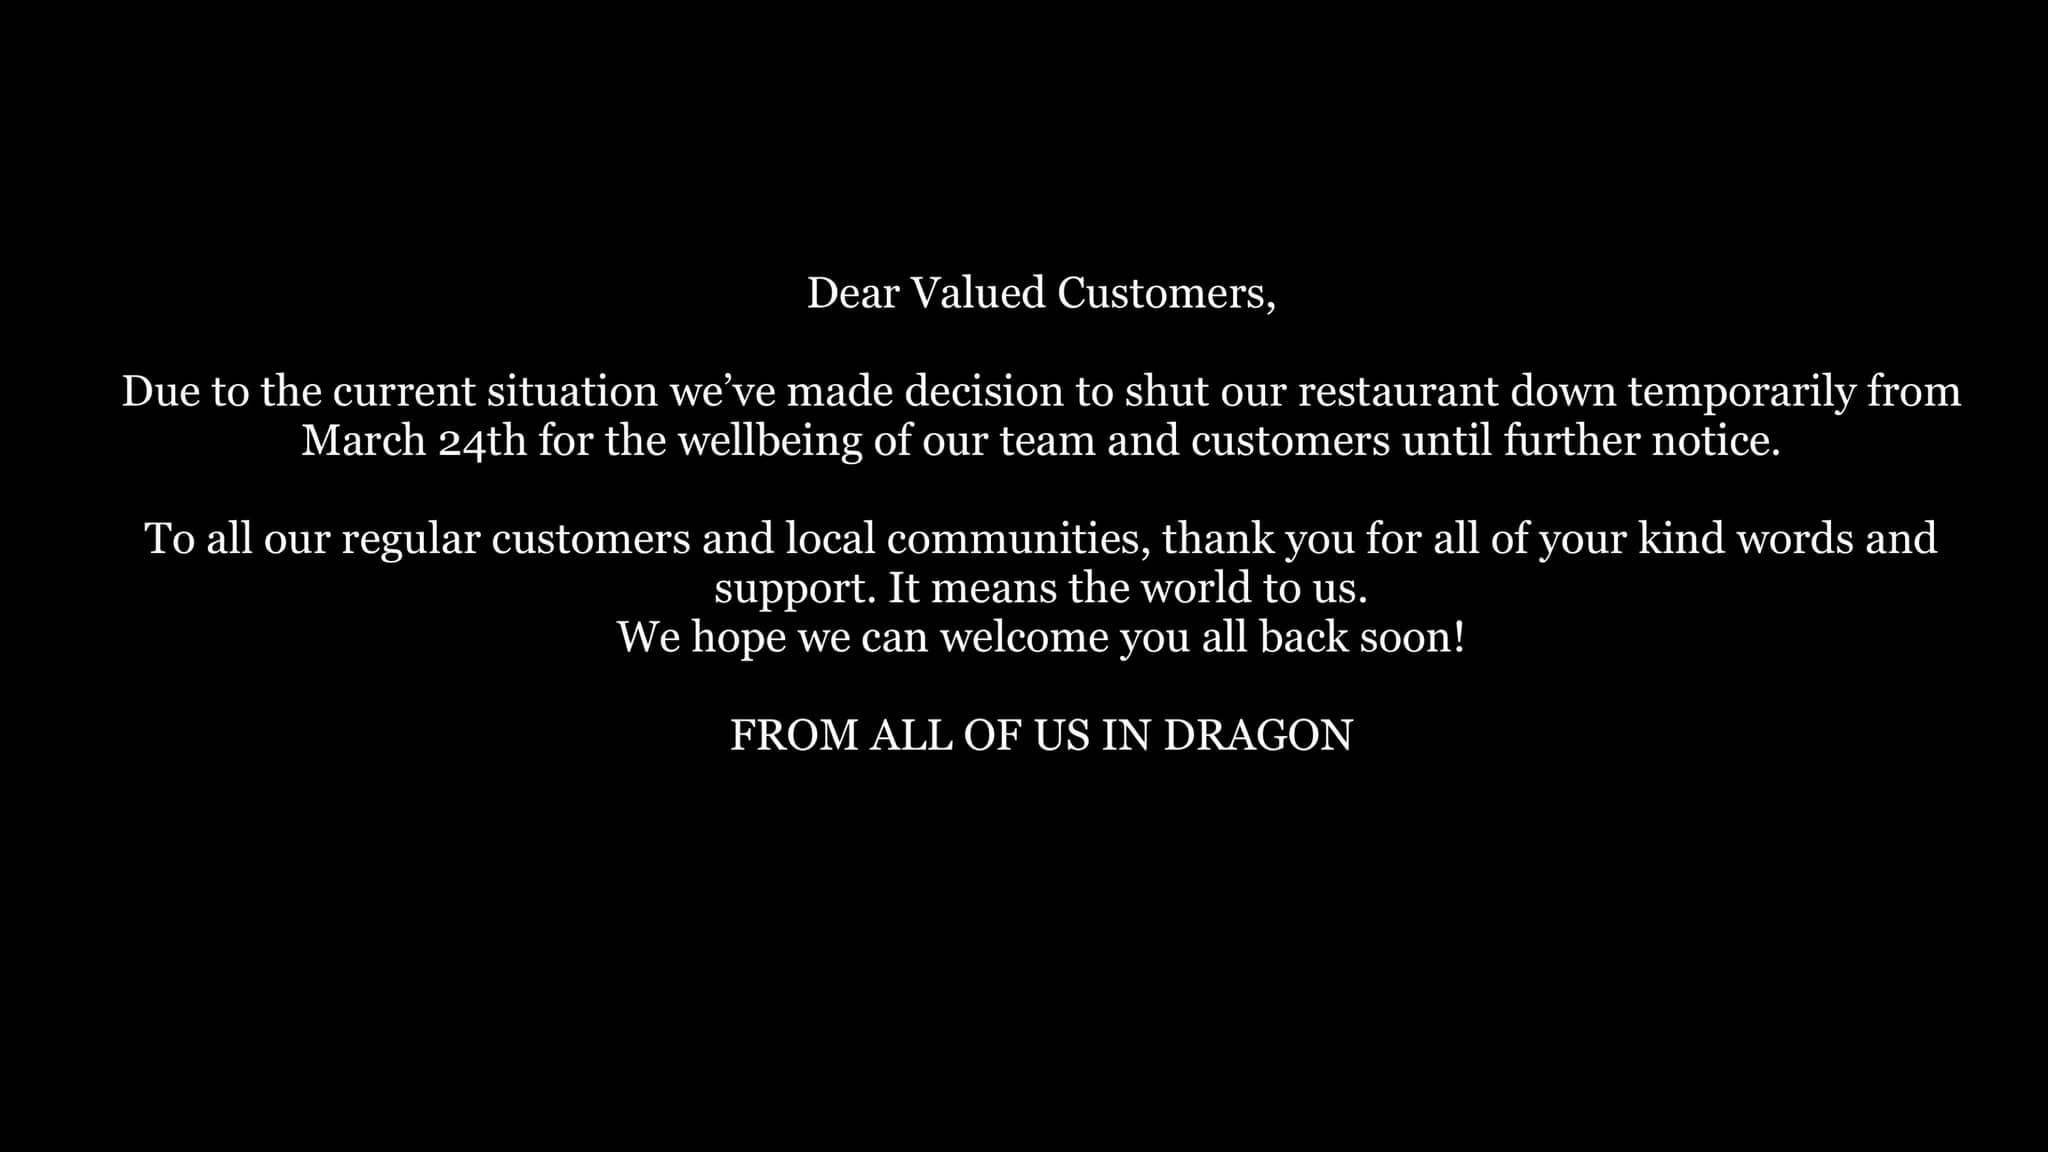 Dear Valued Customers,
Due to the current situation we’ve made decision to shut our restaurant down temporarily from
March 24th for the wellbeing of our team and customers until further notice.
To all our regular customers and local communities, thank you for all of your kind words and
support. It means the world to us.
We hope we can welcome you all back soon!
FROM ALL OF US IN DRAGON